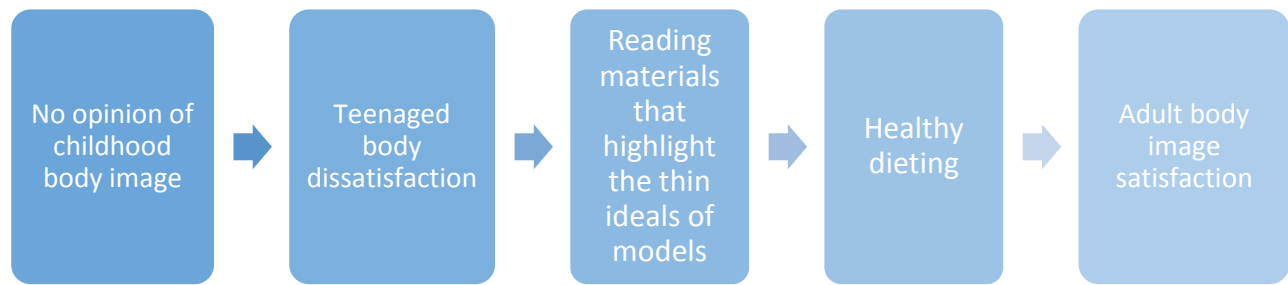 No opinion of
childhood
body image
Teenaged
body
dissatisfaction
Reading
materials
that
highlight
the thin
ideals of
models
Healthy
dieting
Adult body
image
satisfaction